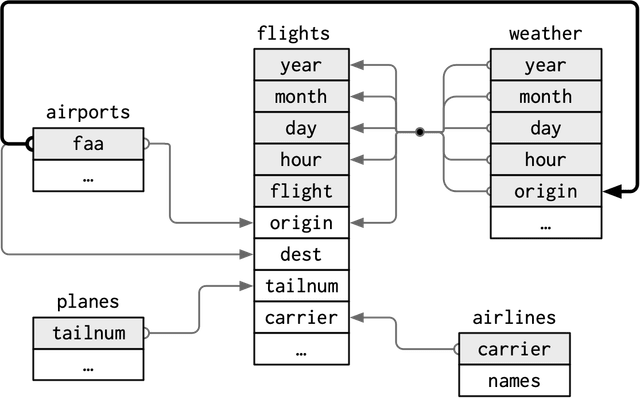 airports
faa
…
planes
tailnum
…
flights
year
month
day
hour
flight
origin
dest
tailnum
carrier
…
weather
year
month
day
hour
origin
…
airlines
carrier
names